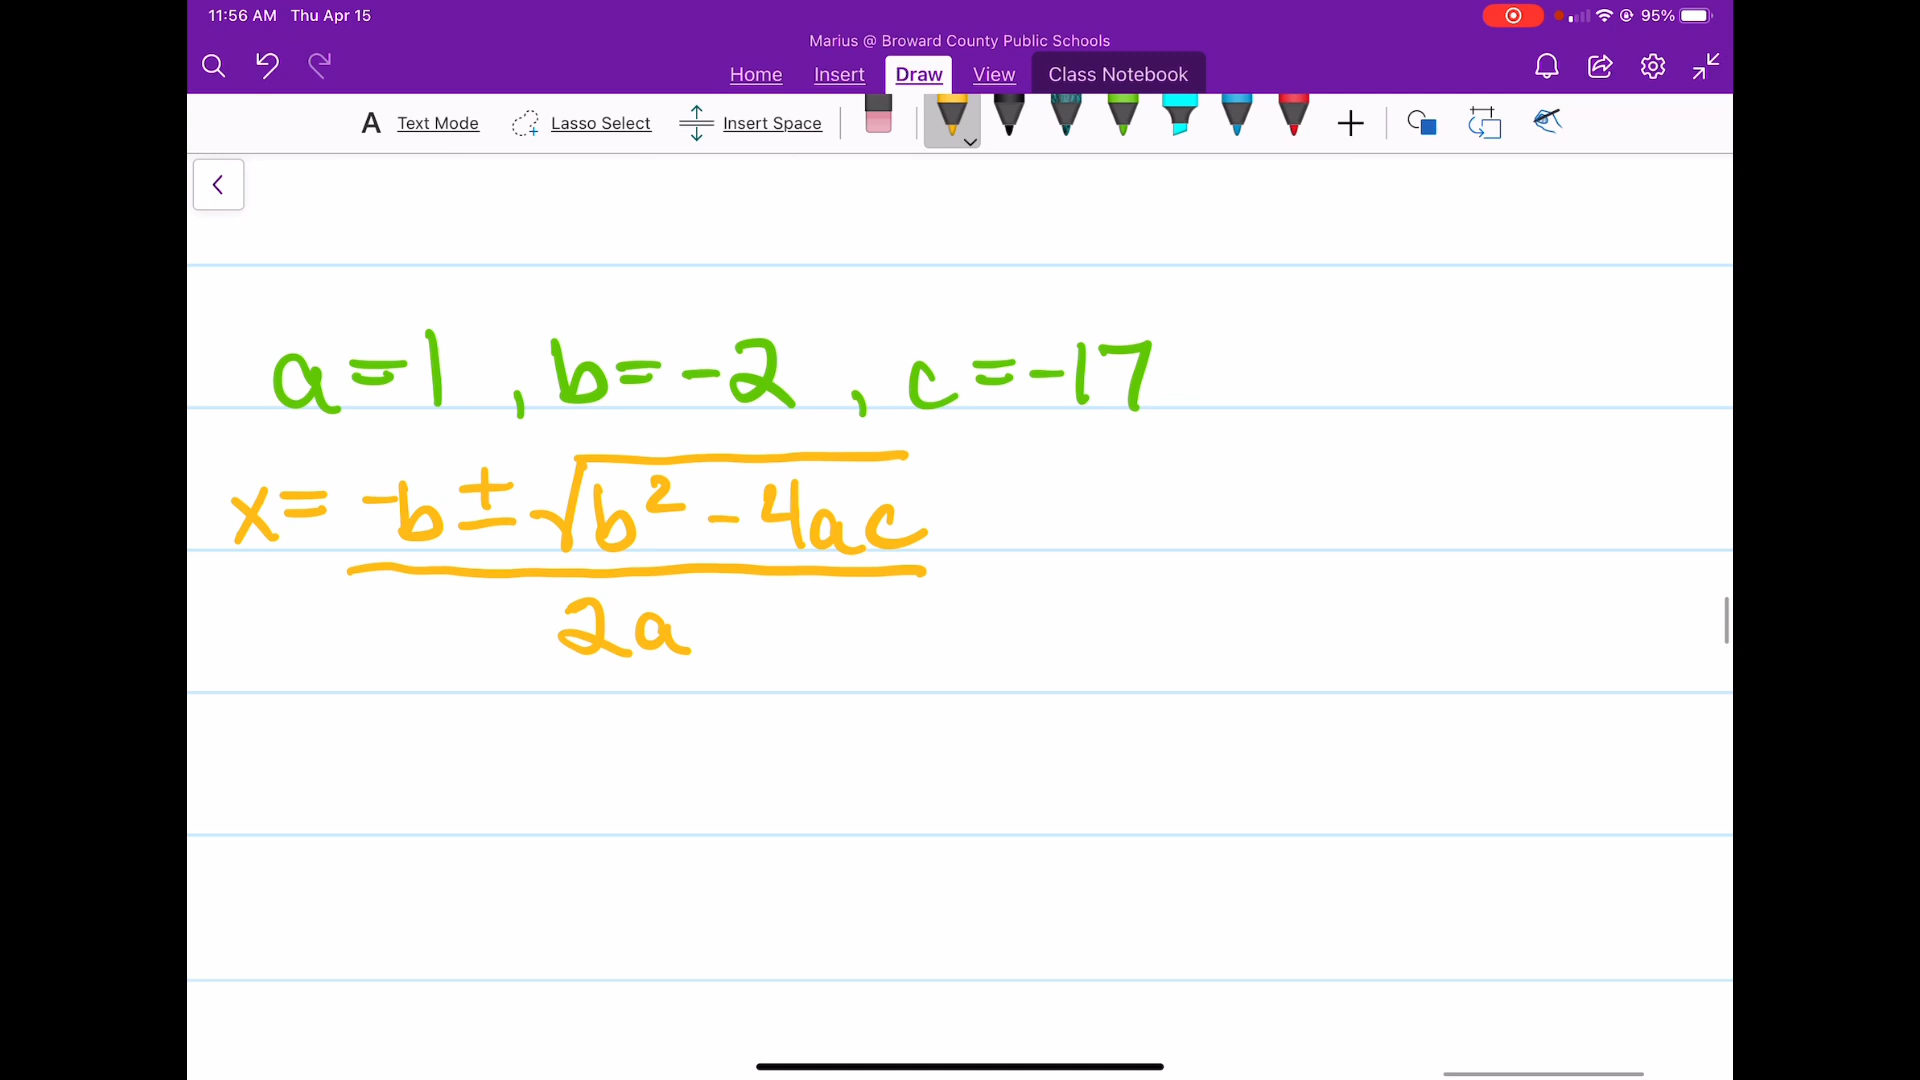 11:56 AM Thu Apr 15 95%
Marius @ Broward County Public Schools
Home Insert Draw View Class Notebook
A Text Mode Lasso Select Insert Space
a = 1 , b = -2 , c = -17
x = -b ± √b² - 4ac
2a